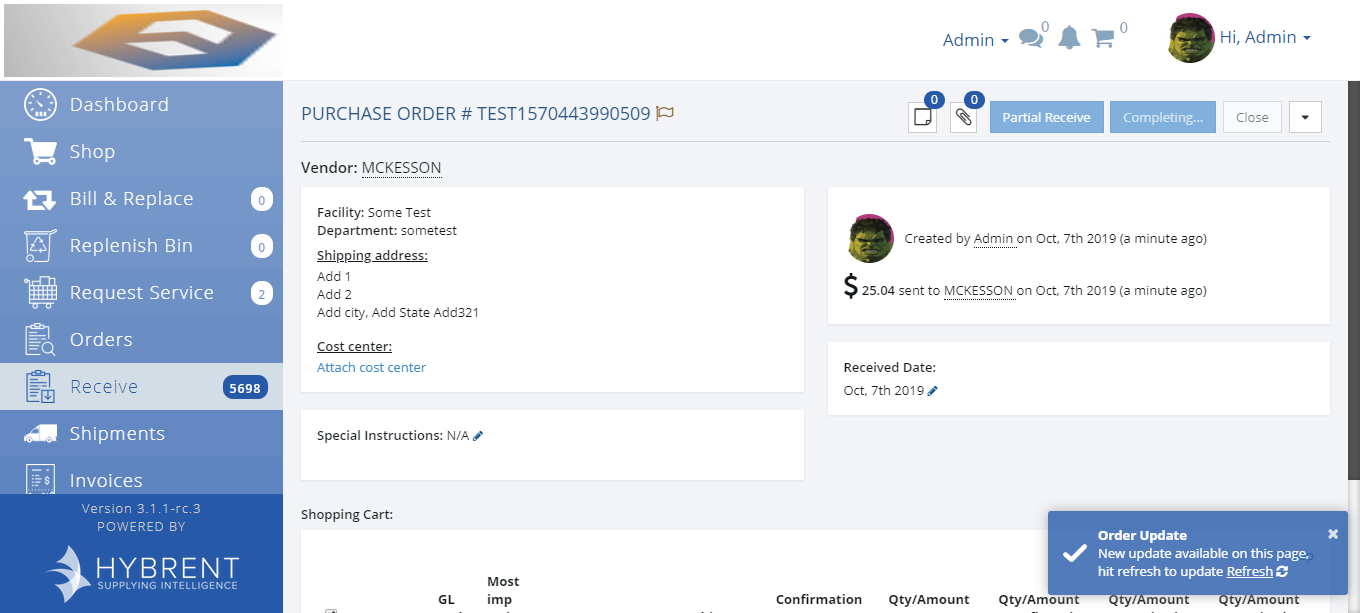 Admin
0
0
Hi, Admin
Dashboard
Shop
Bill & Replace
0
Replenish Bin
0
Request Service
2
Orders
Receive
5698
Shipments
Invoices
Version 3.1.1-rc.3
POWERED BY
HYBRENT
SUPPLYING INTELLIGENCE
PURCHASE ORDER # TEST1570443990509
0
0
Partial Receive
Completing...
Close
Vendor: MCKESSON
Facility: Some Test
Department: sometest
Shipping address:
Add 1
Add 2
Add city, Add State Add321
Cost center:
Attach cost center
Special Instructions: N/A
Created by Admin on Oct, 7th 2019 (a minute ago)
$ 25.04 sent to MCKESSON on Oct, 7th 2019 (a minute ago)
Received Date:
Oct, 7th 2019
Shopping Cart:
Most
GL
imp
Confirmation
Qty/Amount
Qty/Amount
Qty/Amount
Qty/Amount
Order Update
New update available on this page,
hit refresh to update Refresh